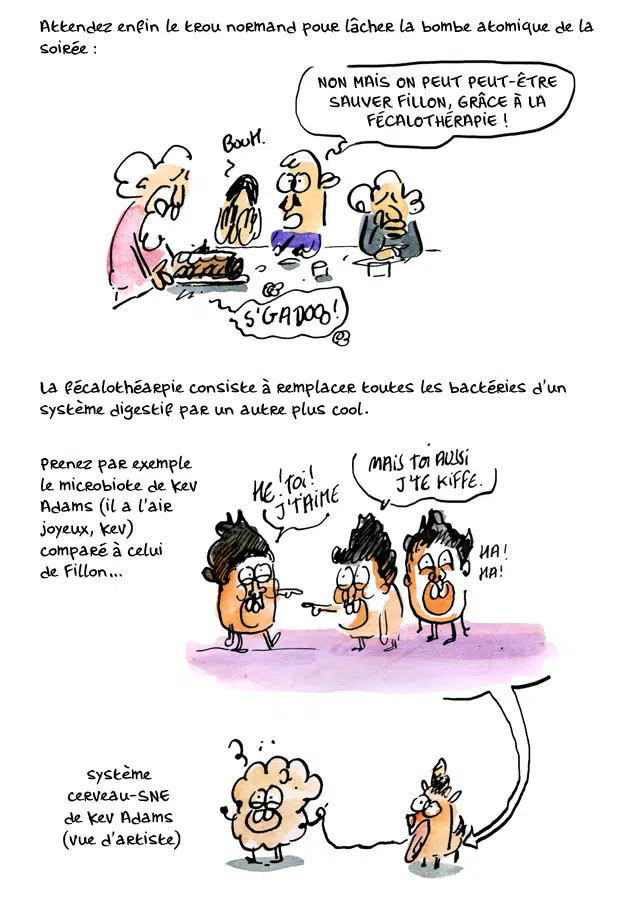 Attendez enfin le trou normand pour lâcher la bombe atomique de la
soirée :
NON MAIS ON PEUT PEUT-ÊTRE
SAUVER FILLON, GRÂCE À LA
FÉCALOTHÉRAPIE !
BOUH.
S'GADOO!
La fécalothéarpie consiste à remplacer toutes les bactéries d'un
système digestif par un autre plus cool.
Prenez par exemple
le microbiote de Kev
Adams (il a l'air
joyeux, Kev)
comparé à celui
de Fillon...
HE! TOI!
J'T'AIME
MAIS TOI AUSSI
J'TE KIFFE.
HA!
HA!
système
cerveau-SNE
de Kev Adams
(vue d'artiste)